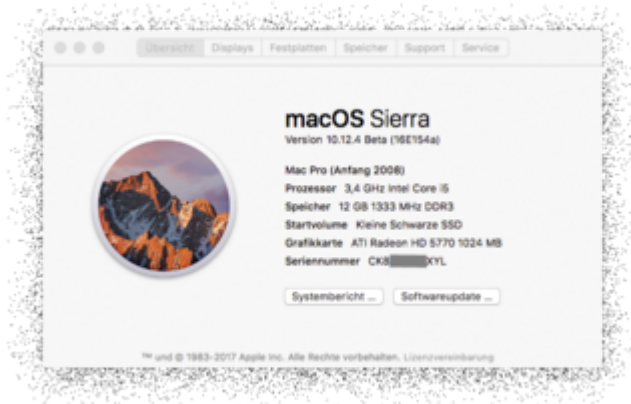 Übersicht Displays Festplatten Speicher Support Service
macOS Sierra
Version 10.12.4 Beta (16E154a)
Mac Pro (Anfang 2008)
Prozessor 3,4 GHz Intel Core i5
Speicher 12 GB 1333 MHz DDR3
Startvolume Kleine Schwarze SSD
Grafikkarte ATI Radeon HD 5770 1024 MB
Seriennummer CK8 XYL
Systembericht ... Softwareupdate ...
™ und © 1983-2017 Apple Inc. Alle Rechte vorbehalten. Lizenzvereinbarung